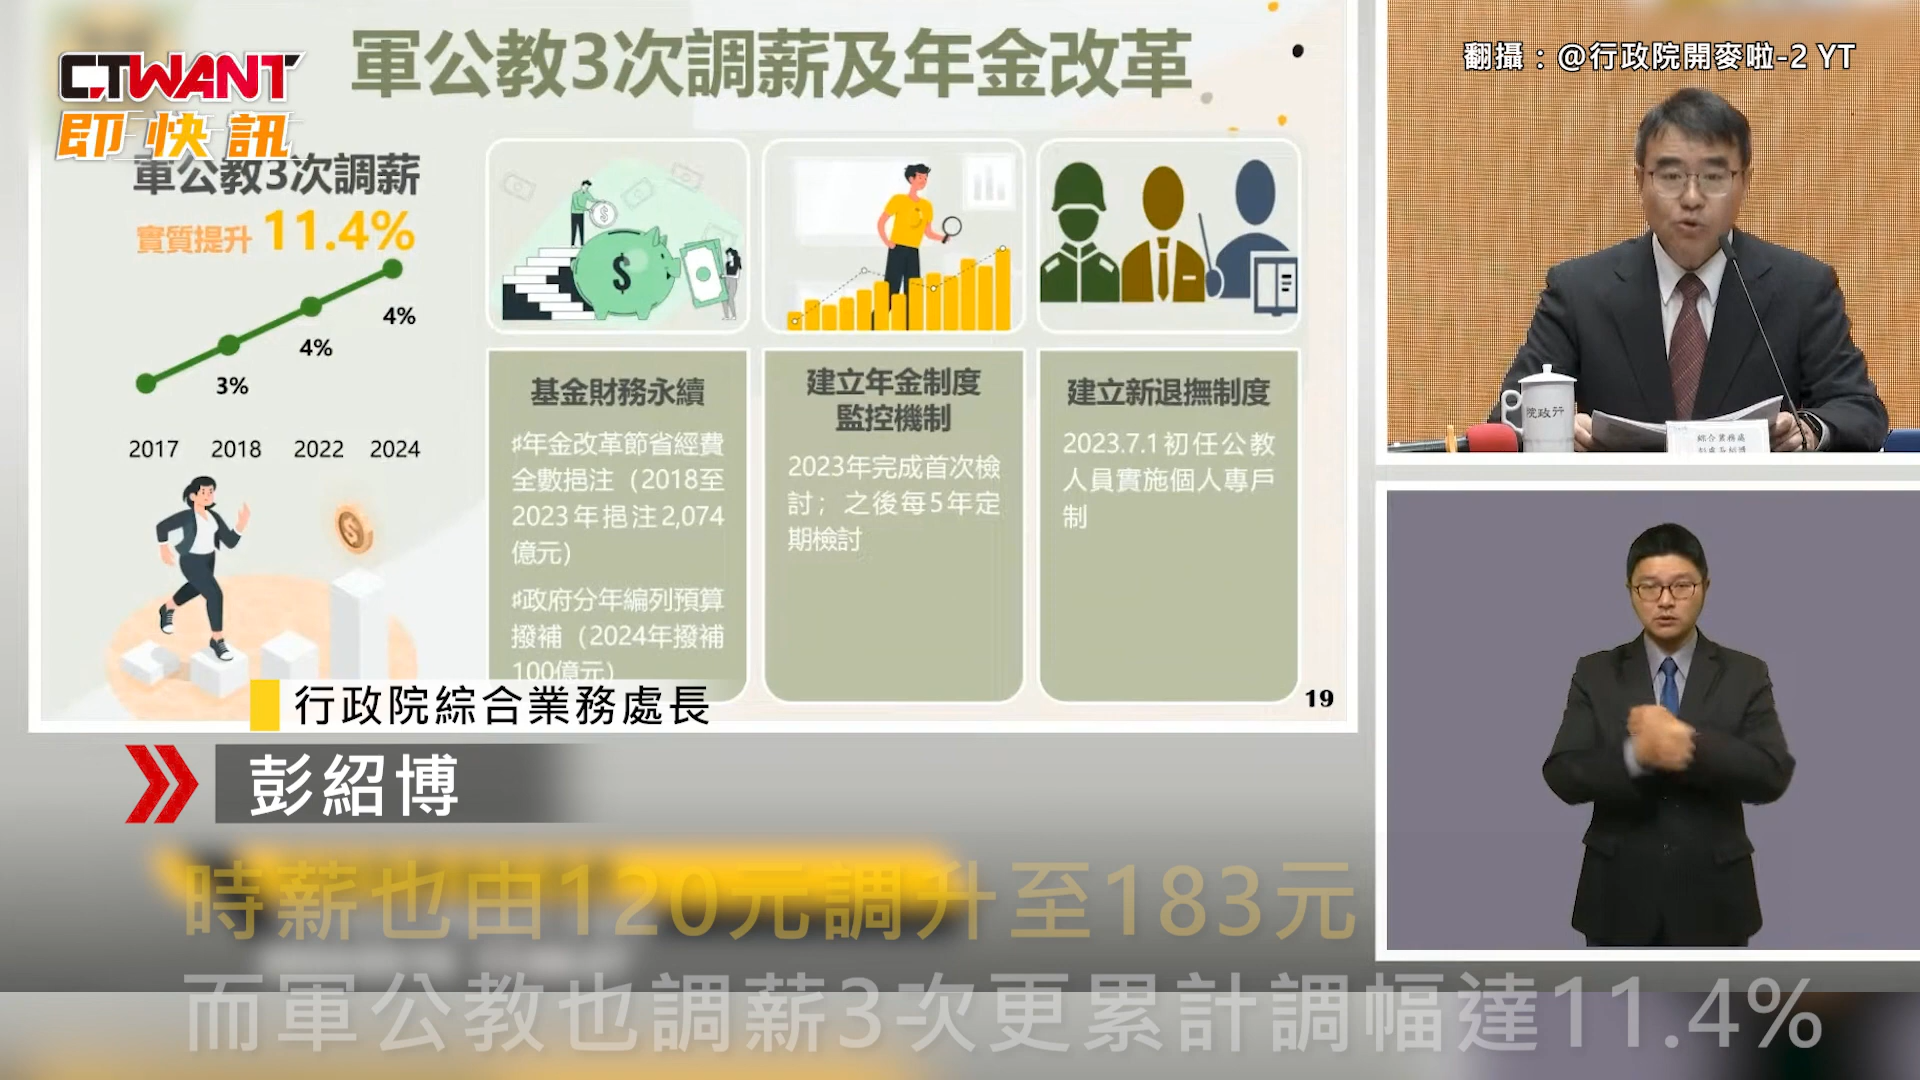 軍公教3次調薪及年金改革
翻攝：@行政院開麥啦-2 YT
CTWANT
即快訊
軍公教3次調薪
實質提升 11.4%
4%
4%
3%
2017 2018 2022 2024
基金財務永續
♯年金改革節省經費
全數挹注（2018至
2023年挹注2,074
億元）
♯政府分年編列預算
撥補（2024年撥補
100億元）
建立年金制度
監控機制
2023年完成首次檢
討；之後每5年定
期檢討
建立新退撫制度
2023.7.1初任公教
人員實施個人專戶
制
19
院政行
綜合業務處
行政院綜合業務處長
彭紹博
時薪也由120元調升至183元
而軍公教也調薪3次更累計調幅達11.4%